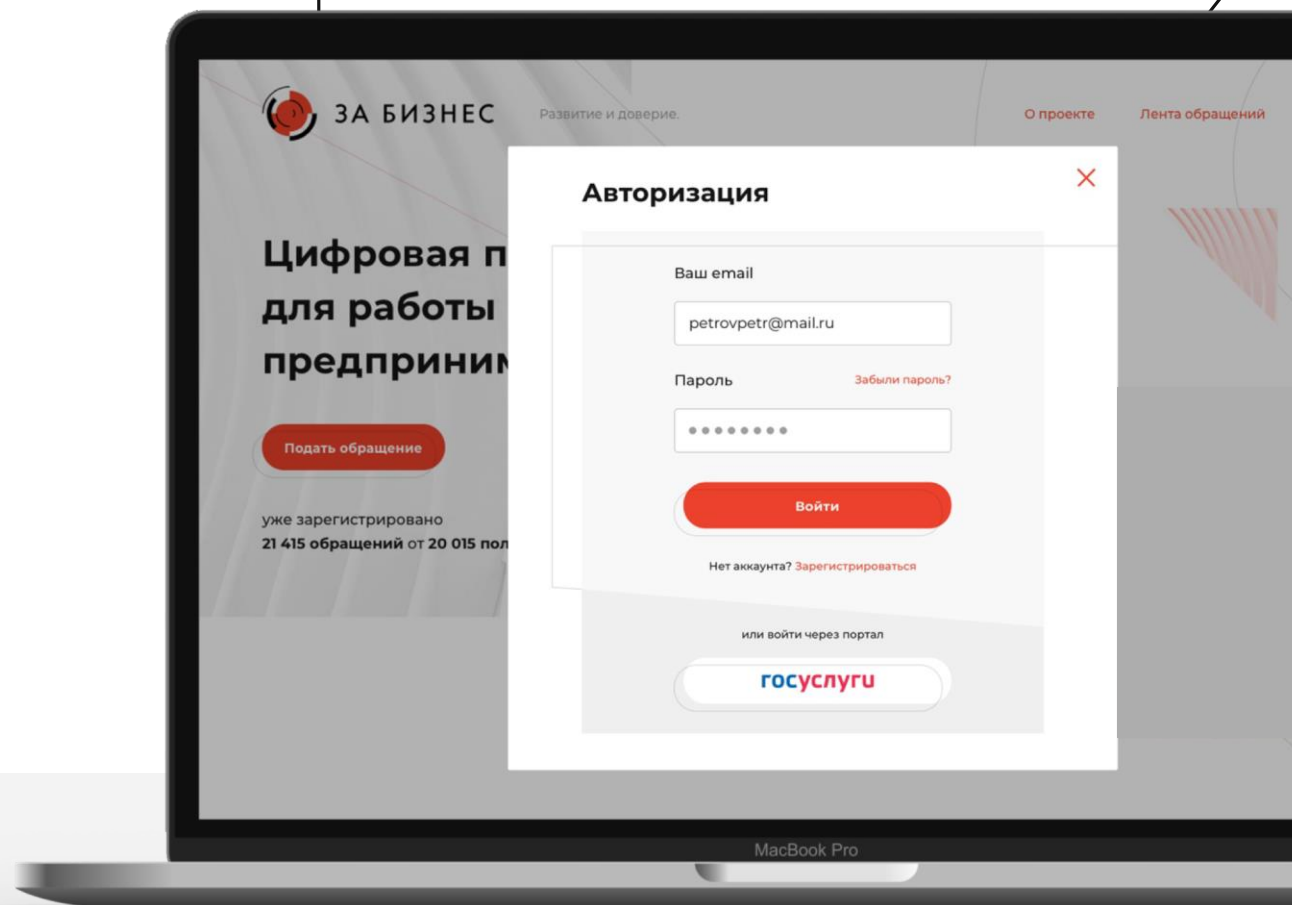 ЗА БИЗНЕС
Развитие и доверие.
О проекте
Лента обращений
Авторизация
Цифровая
для работы
Ваш email
petrovpetr@mail.ru
Пароль
Забыли пароль?
Подать обращение
Войти
уже зарегистрировано
21 415 обращений от 20 015
Нет аккаунта? Зарегистрироваться
или войти через портал
госуслуги
MacBook Pro